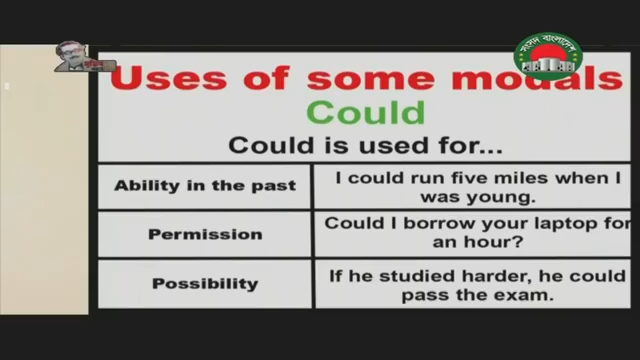 সংসদ বাংলাদেশ
Uses of some modals
Could
Could is used for...
Ability in the past
I could run five miles when I
was young.
Permission
Could I borrow your laptop for
an hour?
Possibility
If he studied harder, he could
pass the exam.